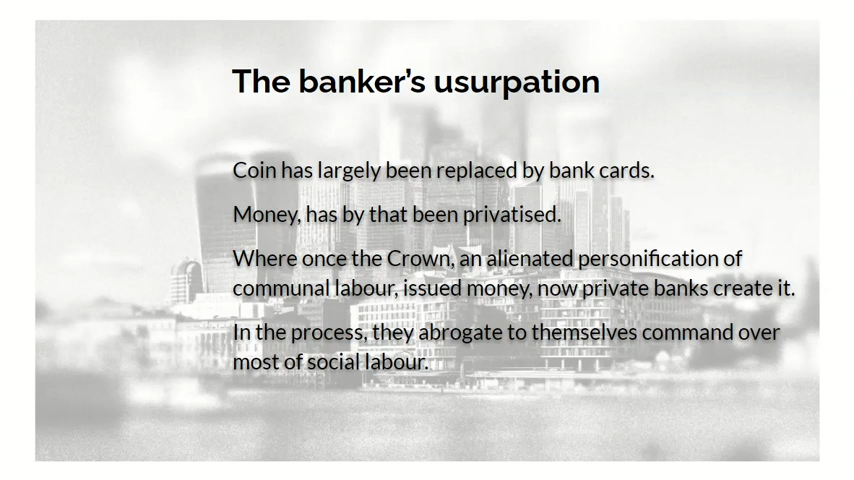 The banker’s usurpation
Coin has largely been replaced by bank cards.
Money, has by that been privatised.
Where once the Crown, an alienated personification of
communal labour, issued money, now private banks create it.
In the process, they abrogate to themselves command over
most of social labour.